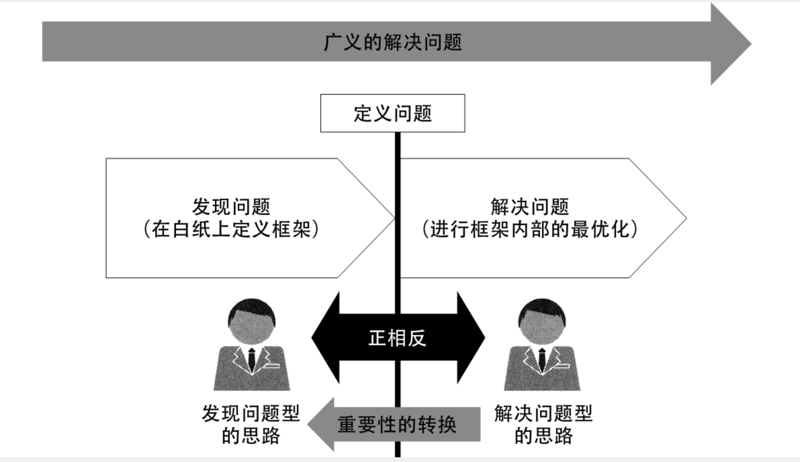 广义的解决问题
定义问题
发现问题
（在白纸上定义框架）
解决问题
（进行框架内部的最优化）
正相反
发现问题型
的思路
重要性的转换
解决问题型
的思路